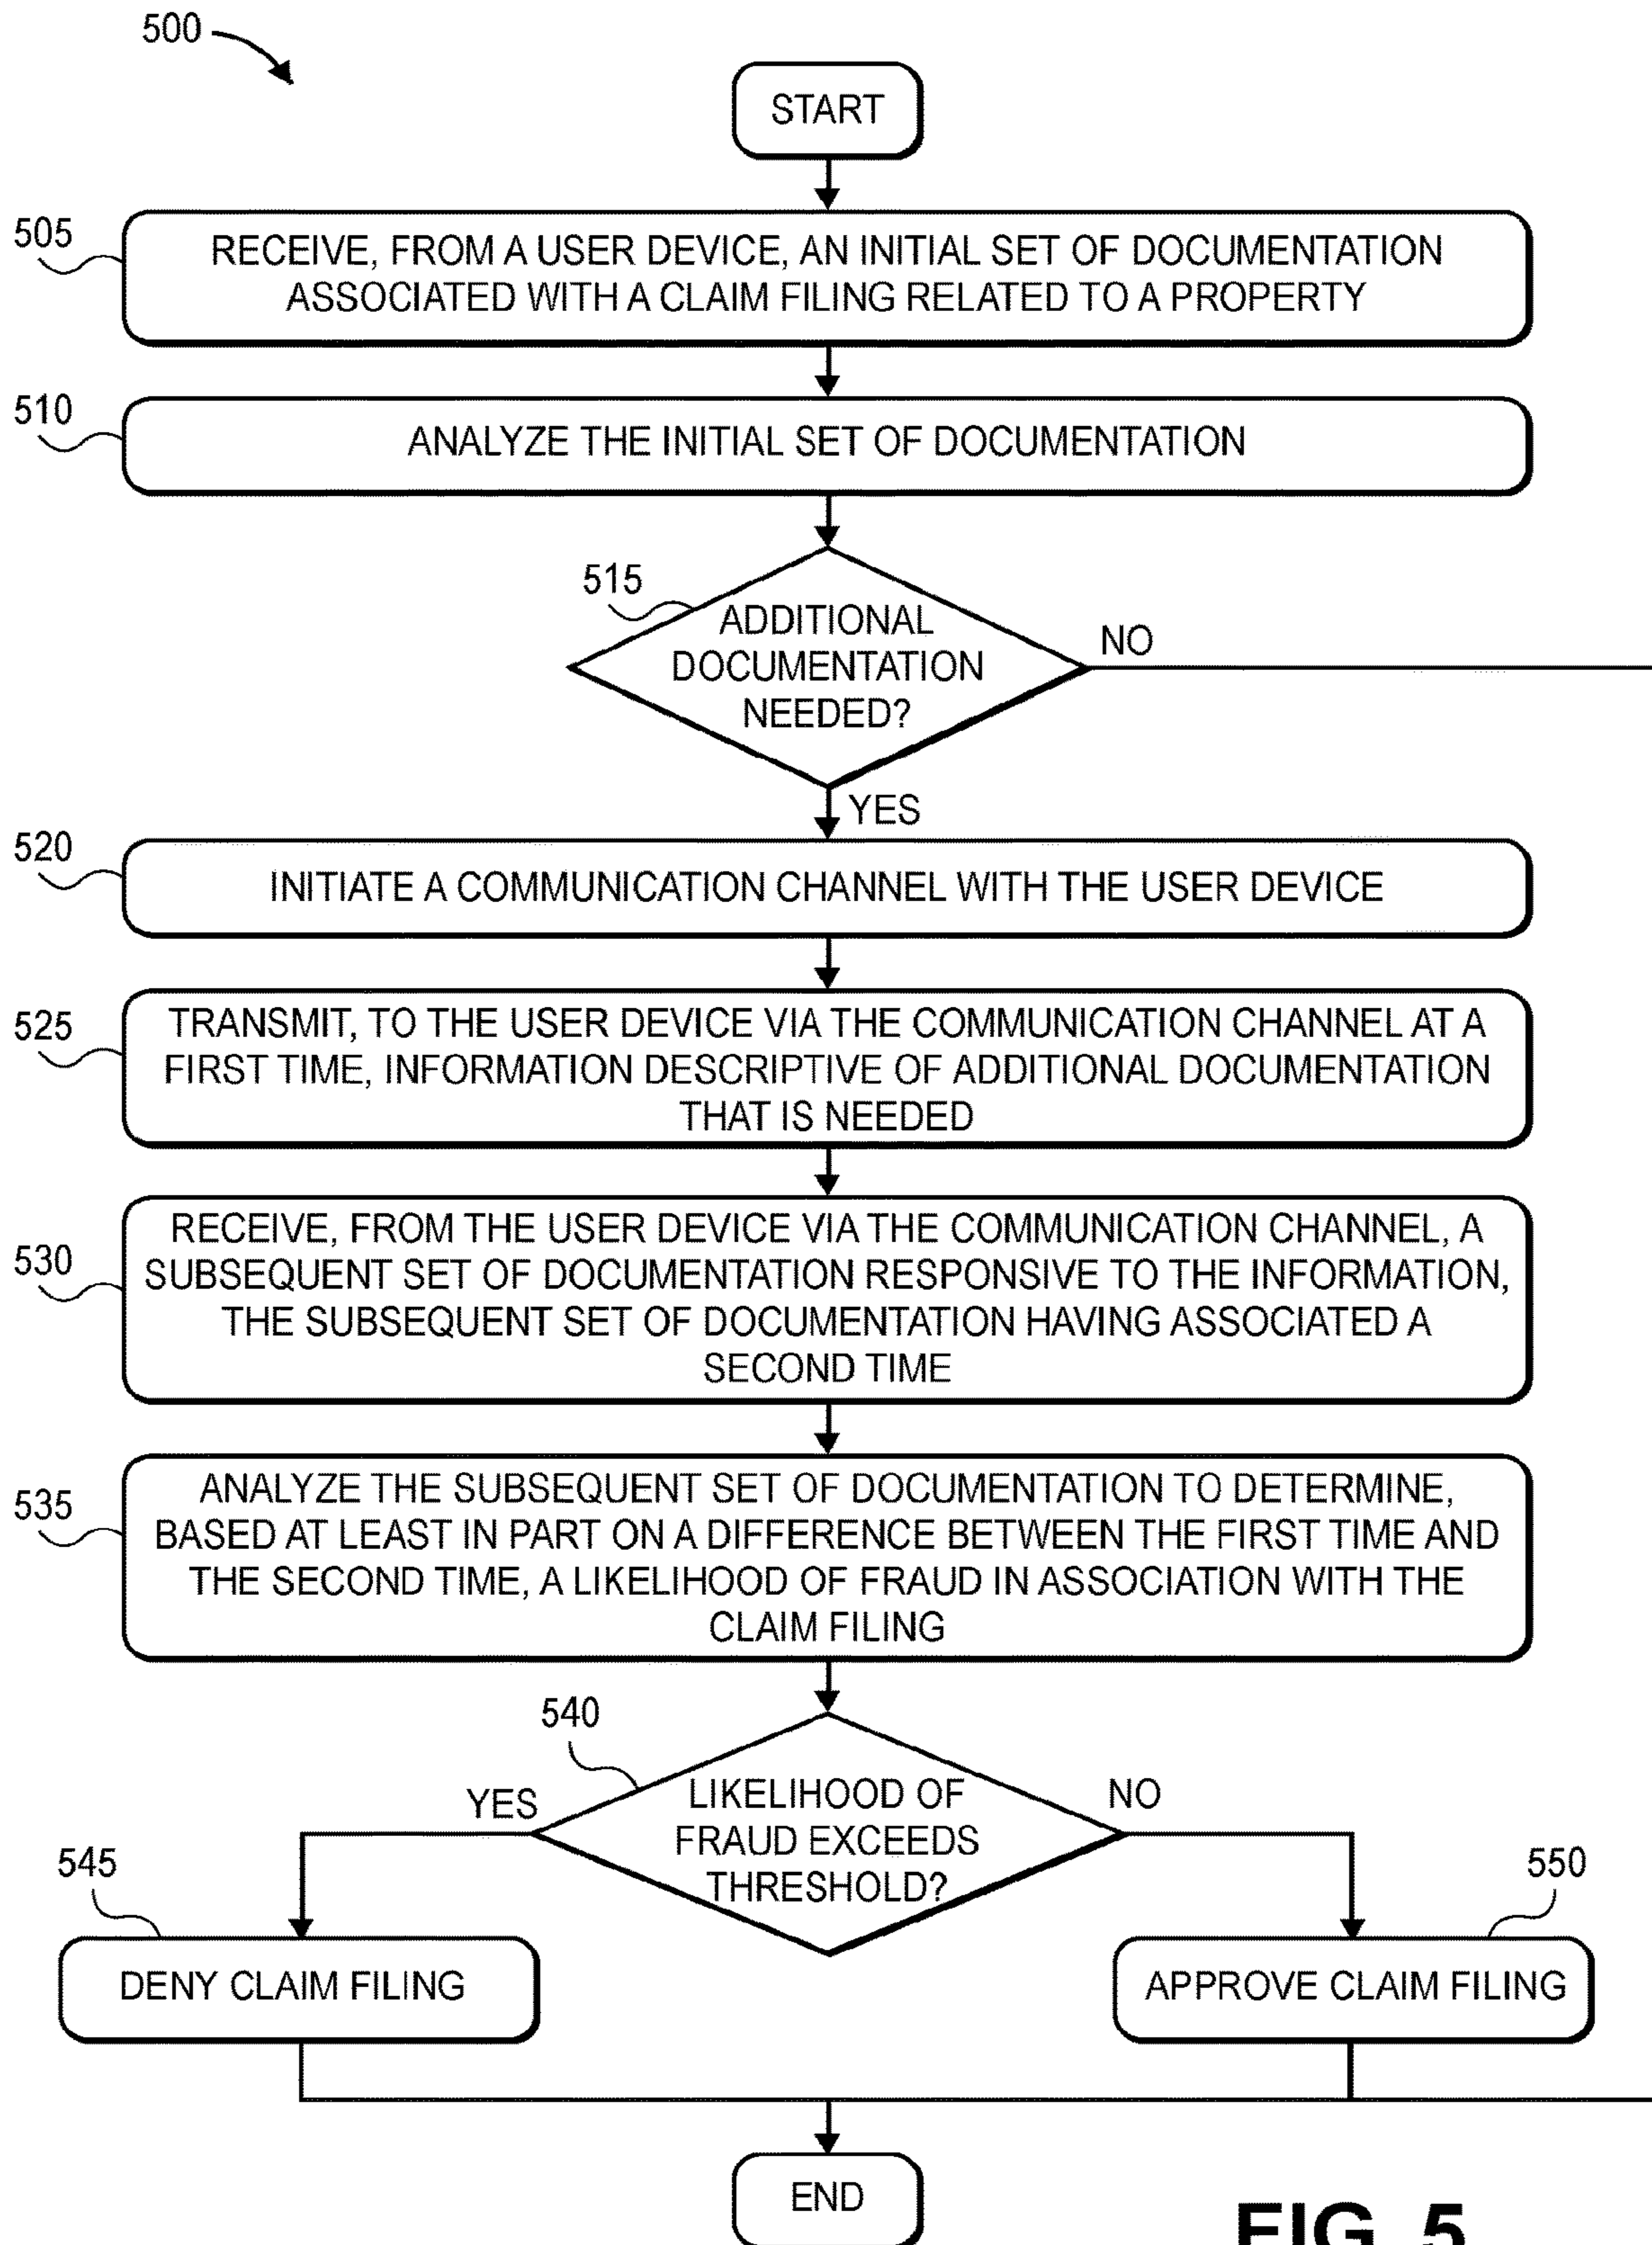 500
START
505
RECEIVE, FROM A USER DEVICE, AN INITIAL SET OF DOCUMENTATION
ASSOCIATED WITH A CLAIM FILING RELATED TO A PROPERTY
510
ANALYZE THE INITIAL SET OF DOCUMENTATION
515
ADDITIONAL
DOCUMENTATION
NEEDED?
NO
YES
520
INITIATE A COMMUNICATION CHANNEL WITH THE USER DEVICE
525
TRANSMIT, TO THE USER DEVICE VIA THE COMMUNICATION CHANNEL AT A
FIRST TIME, INFORMATION DESCRIPTIVE OF ADDITIONAL DOCUMENTATION
THAT IS NEEDED
530
RECEIVE, FROM THE USER DEVICE VIA THE COMMUNICATION CHANNEL, A
SUBSEQUENT SET OF DOCUMENTATION RESPONSIVE TO THE INFORMATION,
THE SUBSEQUENT SET OF DOCUMENTATION HAVING ASSOCIATED A
SECOND TIME
535
ANALYZE THE SUBSEQUENT SET OF DOCUMENTATION TO DETERMINE,
BASED AT LEAST IN PART ON A DIFFERENCE BETWEEN THE FIRST TIME AND
THE SECOND TIME, A LIKELIHOOD OF FRAUD IN ASSOCIATION WITH THE
CLAIM FILING
540
LIKELIHOOD OF
FRAUD EXCEEDS
THRESHOLD?
YES
NO
545
DENY CLAIM FILING
550
APPROVE CLAIM FILING
END
FIG. 5